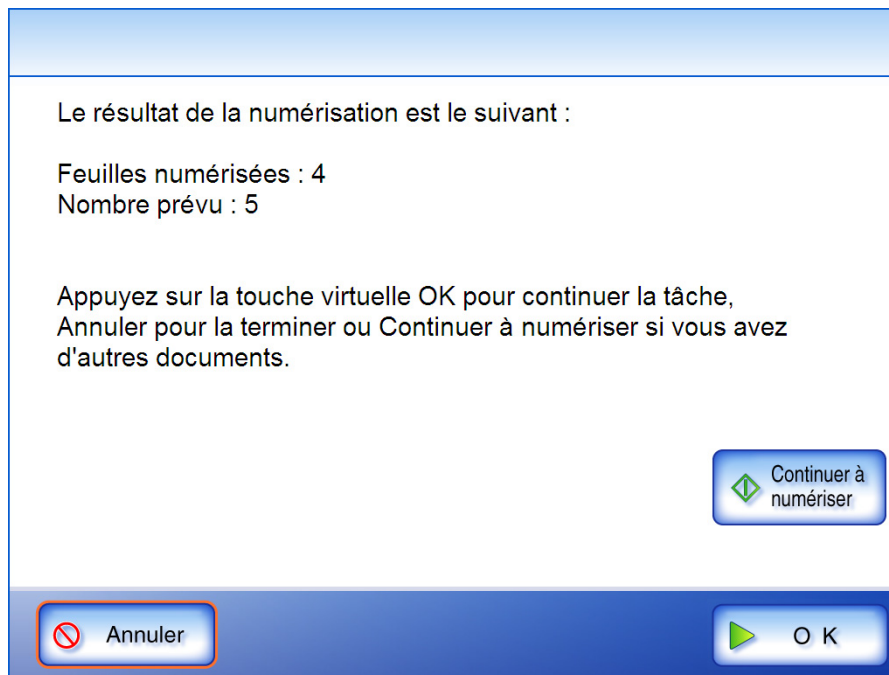 Le résultat de la numérisation est le suivant :
Feuilles numérisées : 4
Nombre prévu : 5
Appuyez sur la touche virtuelle OK pour continuer la tâche,
Annuler pour la terminer ou Continuer à numériser si vous avez
d'autres documents.
Continuer à
numériser
Annuler
O K